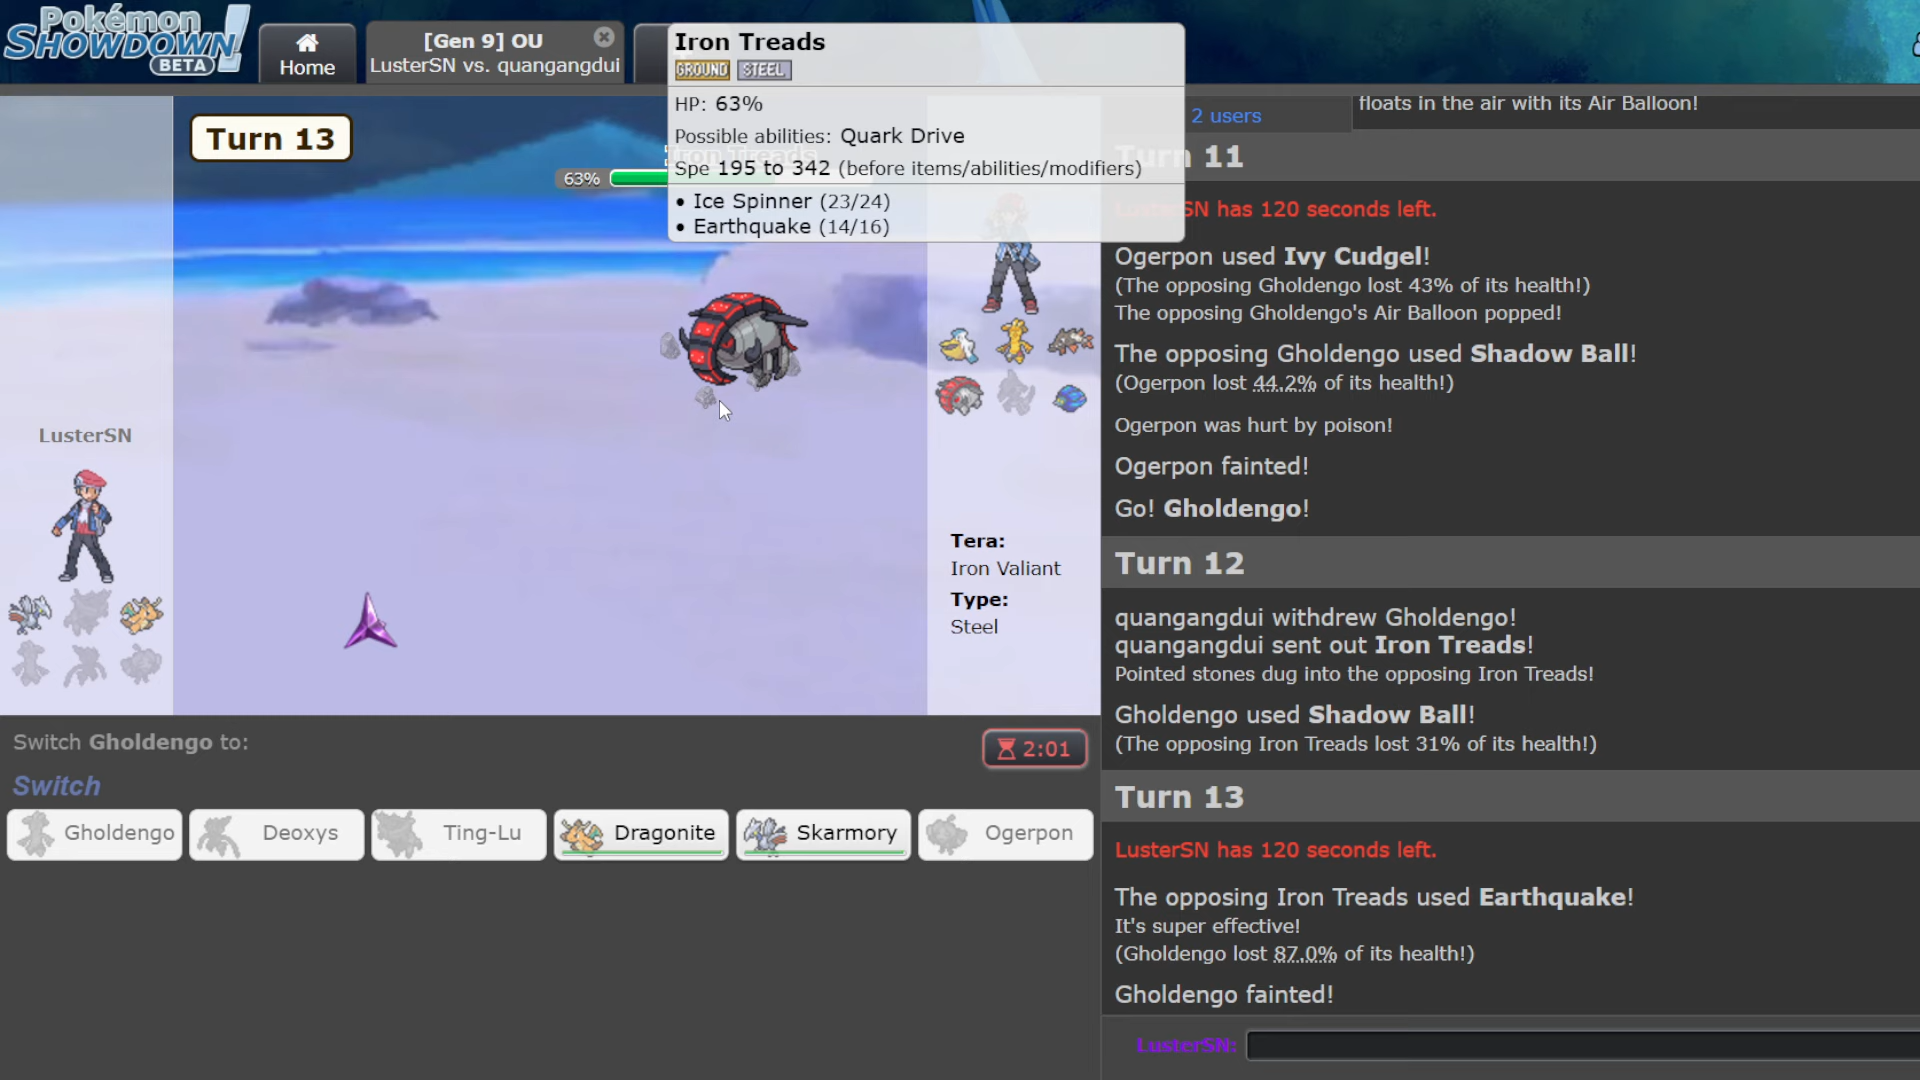 Pokémon
SHOWDOWN!
BETA
Home
[Gen 9] OU
LusterSN vs. quangangdui
Iron Treads
GROUND STEEL
HP: 63%
Possible abilities: Quark Drive
Spe 195 to 342 (before items/abilities/modifiers)
• Ice Spinner (23/24)
• Earthquake (14/16)
Turn 13
Iron Treads
63%
LusterSN
Tera:
Iron Valiant
Type:
Steel
Switch Gholdengo to:
2:01
Switch
Gholdengo
Deoxys
Ting-Lu
Dragonite
Skarmory
Ogerpon
2 users
floats in the air with its Air Balloon!
Turn 11
LusterSN has 120 seconds left.
Ogerpon used Ivy Cudgel!
(The opposing Gholdengo lost 43% of its health!)
The opposing Gholdengo's Air Balloon popped!
The opposing Gholdengo used Shadow Ball!
(Ogerpon lost 44.2% of its health!)
Ogerpon was hurt by poison!
Ogerpon fainted!
Go! Gholdengo!
Turn 12
quangangdui withdrew Gholdengo!
quangangdui sent out Iron Treads!
Pointed stones dug into the opposing Iron Treads!
Gholdengo used Shadow Ball!
(The opposing Iron Treads lost 31% of its health!)
Turn 13
LusterSN has 120 seconds left.
The opposing Iron Treads used Earthquake!
It's super effective!
(Gholdengo lost 87.0% of its health!)
Gholdengo fainted!
LusterSN: